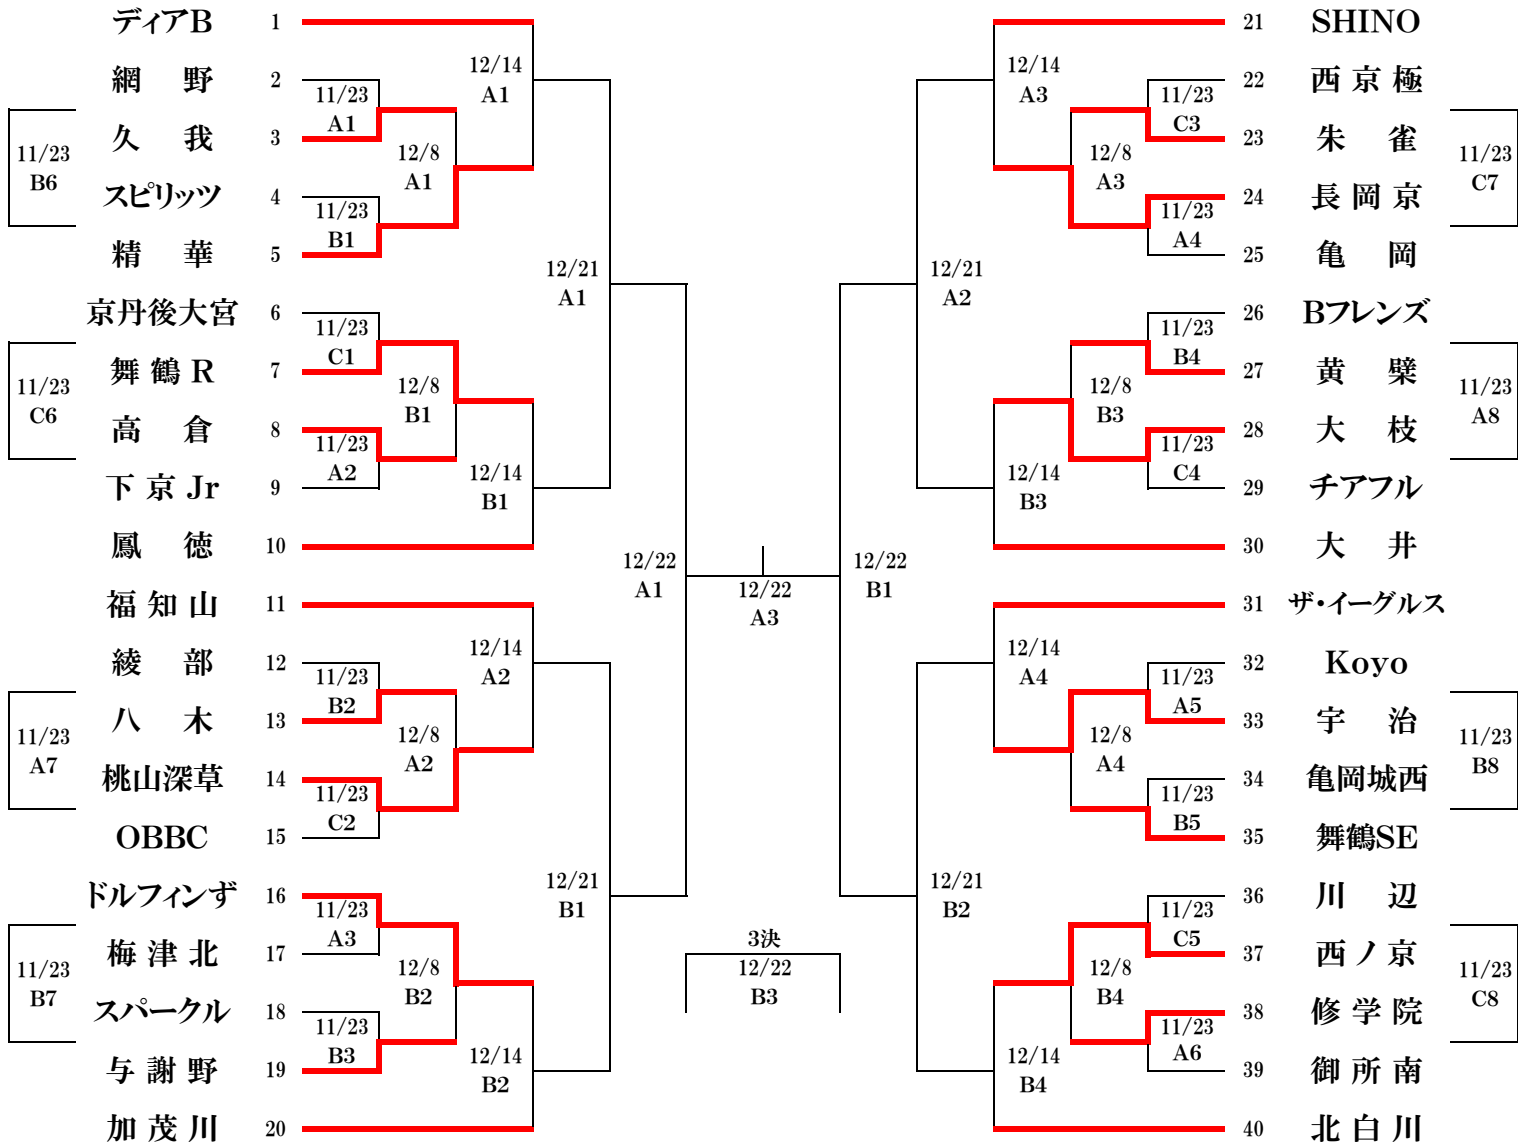 ディアB 1
網野 2
久我 3
スピリッツ 4
精華 5
京丹後大宮 6
舞鶴R 7
高倉 8
下京Jr 9
鳳徳 10
福知山 11
綾部 12
八木 13
桃山深草 14
OBBC 15
ドルフィンず 16
梅津北 17
スパークル 18
与謝野 19
加茂川 20
11/23
B6
11/23
C6
11/23
A7
11/23
B7
11/23
A1
11/23
B1
11/23
C1
11/23
A2
11/23
B2
11/23
C2
11/23
A3
11/23
B3
12/8
A1
12/8
B1
12/8
A2
12/8
B2
12/14
A1
12/14
B1
12/14
A2
12/14
B2
12/21
A1
12/21
B1
12/22
A1
12/22
A3
3決
12/22
B3
12/22
B1
12/21
A2
12/21
B2
12/14
A3
12/14
B3
12/14
A4
12/14
B4
12/8
A3
12/8
B3
12/8
A4
12/8
B4
11/23
C3
11/23
A4
11/23
B4
11/23
C4
11/23
A5
11/23
B5
11/23
C5
11/23
A6
21 SHINO
22 西京極
23 朱雀
24 長岡京
25 亀岡
26 Bフレンズ
27 黄檗
28 大枝
29 チアフル
30 大井
31 ザ・イーグルス
32 Koyo
33 宇治
34 亀岡城西
35 舞鶴SE
36 川辺
37 西ノ京
38 修学院
39 御所南
40 北白川
11/23
C7
11/23
A8
11/23
B8
11/23
C8